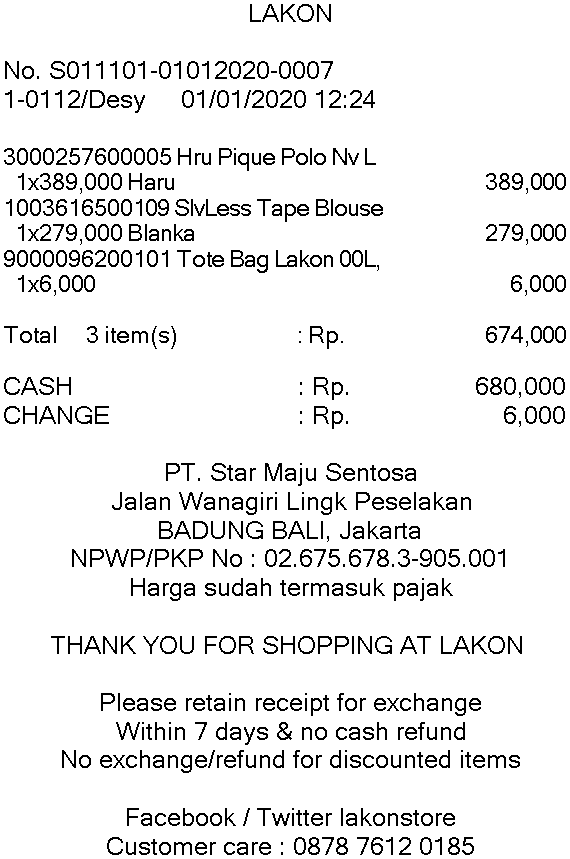 LAKON
No. S011101-01012020-0007
1-0112/Desy 01/01/2020 12:24
3000257600005 Hru Pique Polo Nv L
1x389,000 Haru 389,000
1003616500109 SlvLess Tape Blouse
1x279,000 Blanka 279,000
9000096200101 Tote Bag Lakon 00L,
1x6,000 6,000
Total 3 item(s) : Rp. 674,000
CASH : Rp. 680,000
CHANGE : Rp. 6,000
PT. Star Maju Sentosa
Jalan Wanagiri Lingk Peselakan
BADUNG BALI, Jakarta
NPWP/PKP No : 02.675.678.3-905.001
Harga sudah termasuk pajak
THANK YOU FOR SHOPPING AT LAKON
Please retain receipt for exchange
Within 7 days & no cash refund
No exchange/refund for discounted items
Facebook / Twitter lakonstore
Customer care : 0878 7612 0185